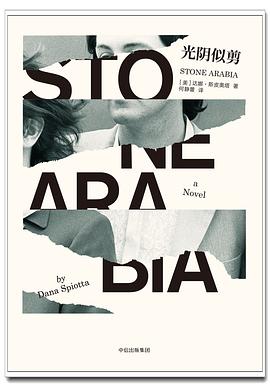 STO
光阴似剪
STONE ARABIA
[美] 达娜·斯皮奥塔 著
何静蕾 译
NE
ARA
a
Novel
BIA
by
Dana Spiotta
中信出版集团